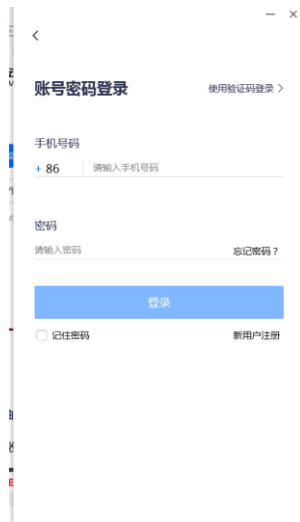 账号密码登录
使用验证码登录 >
手机号码
+ 86 请输入手机号码
密码
请输入密码 忘记密码？
登录
记住密码 新用户注册